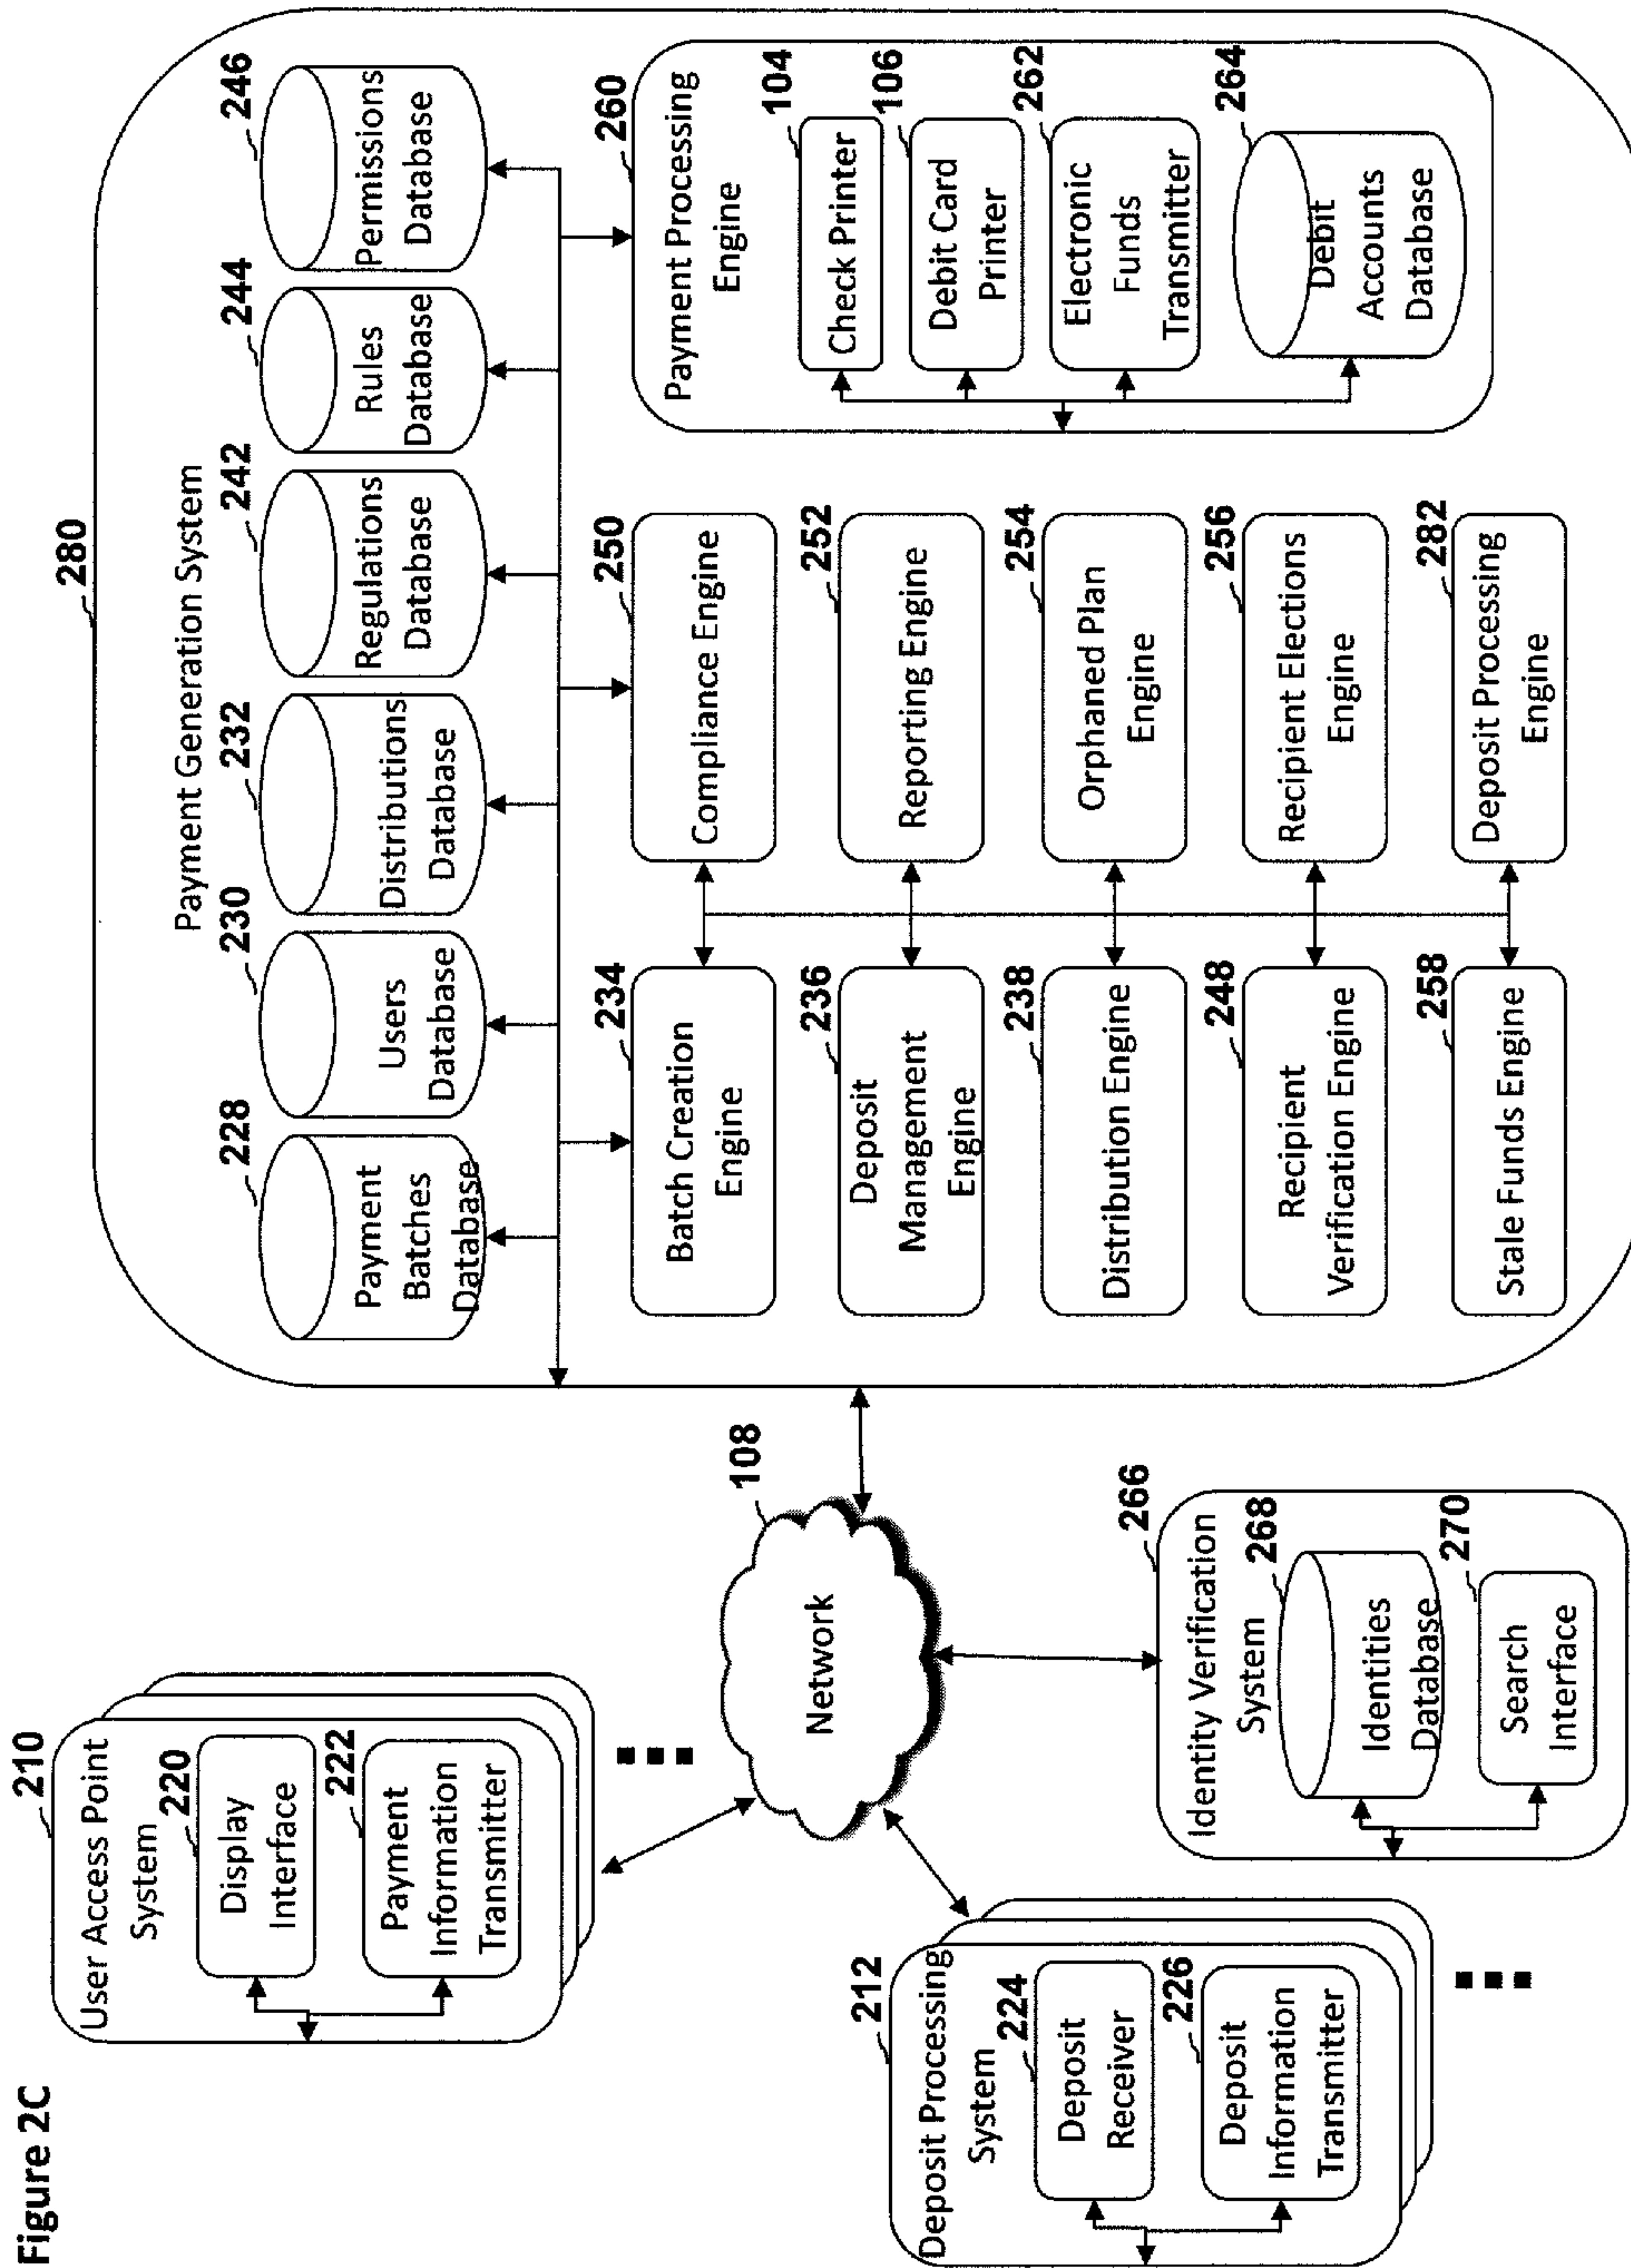 Figure 2C
210
User Access Point
System
220
Display
Interface
222
Payment
Information
Transmitter
212
Deposit Processing
System
224
Deposit
Receiver
226
Deposit
Information
Transmitter
108
Network
266
Identity Verification
System
268
Identities
Database
270
Search
Interface
280
Payment Generation System
228
Payment
Batches
Database
230
Users
Database
232
Distributions
Database
242
Regulations
Database
244
Rules
Database
246
Permissions
Database
234
Batch Creation
Engine
236
Deposit
Management
Engine
238
Distribution Engine
248
Recipient
Verification Engine
258
Stale Funds Engine
250
Compliance Engine
252
Reporting Engine
254
Orphaned Plan
Engine
256
Recipient Elections
Engine
282
Deposit Processing
Engine
260
Payment Processing
Engine
104
Check Printer
106
Debit Card
Printer
262
Electronic
Funds
Transmitter
264
Debit
Accounts
Database